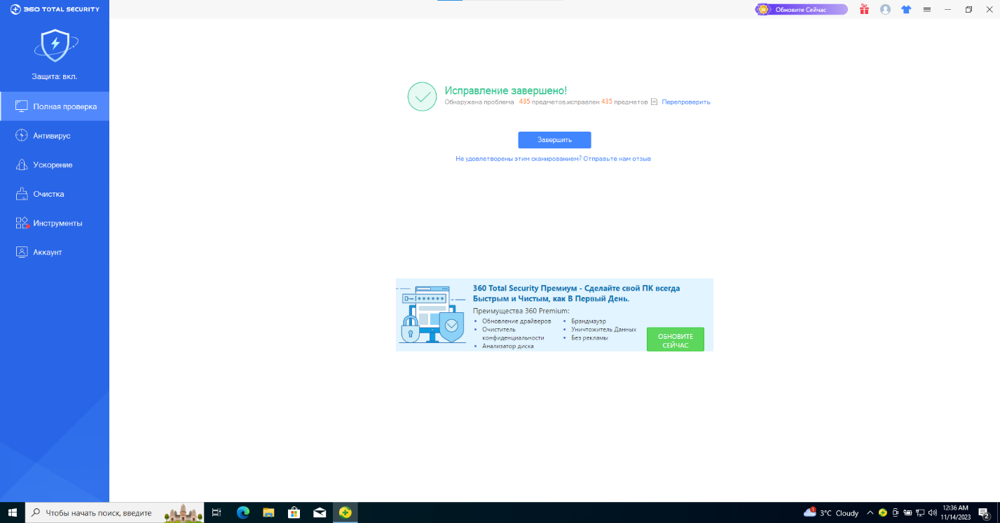 360 TOTAL SECURITY
Обновите Сейчас
Защита: вкл.
Полная проверка
Антивирус
Ускорение
Очистка
Инструменты
Аккаунт
Исправление завершено!
Обнаружена проблема 435 предметов,исправлен 435 предметов Перепроверить
Завершить
Не удовлетворены этим сканированием? Отправьте нам отзыв
360 Total Security Премиум - Сделайте свой ПК всегда
Быстрым и Чистым, как В Первый День.
Преимущества 360 Premium:
• Обновление драйверов
• Очиститель
конфиденциальности
• Анализатор диска
• Брандмауэр
• Уничтожитель Данных
• Без рекламы
ОБНОВИТЕ
СЕЙЧАС
Чтобы начать поиск, введите
1
3°C Cloudy
12:36 AM
11/14/2023
2